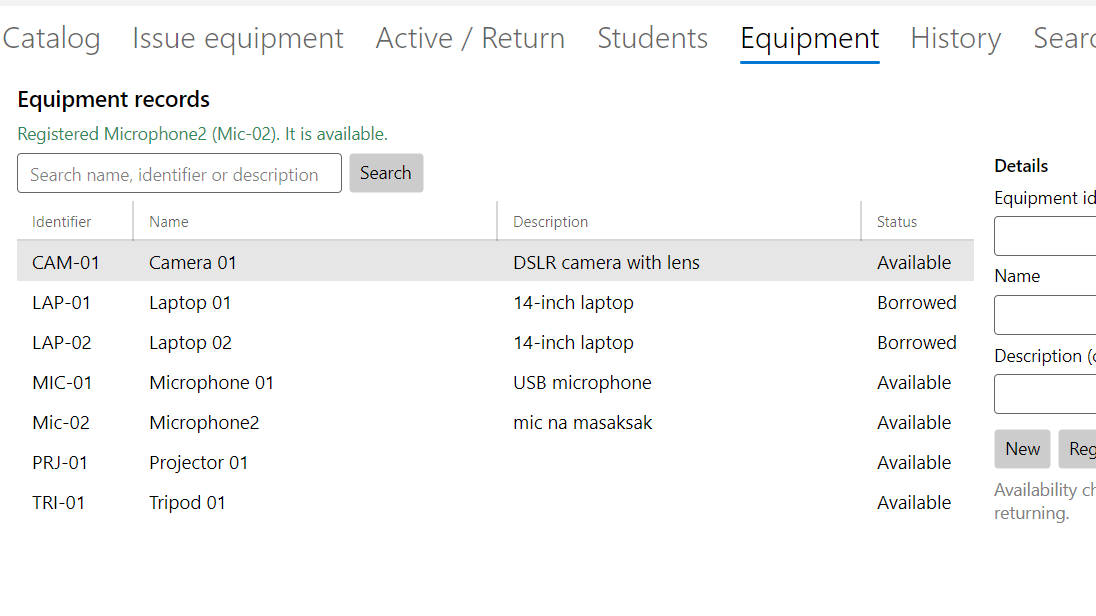 Catalog Issue equipment Active / Return Students Equipment History Searc
Equipment records
Registered Microphone2 (Mic-02). It is available.
Search name, identifier or description Search
Identifier Name Description Status
CAM-01 Camera 01 DSLR camera with lens Available
LAP-01 Laptop 01 14-inch laptop Borrowed
LAP-02 Laptop 02 14-inch laptop Borrowed
MIC-01 Microphone 01 USB microphone Available
Mic-02 Microphone2 mic na masaksak Available
PRJ-01 Projector 01 Available
TRI-01 Tripod 01 Available
Details
Equipment id
Name
Description (o
New Reg
Availability ch
returning.